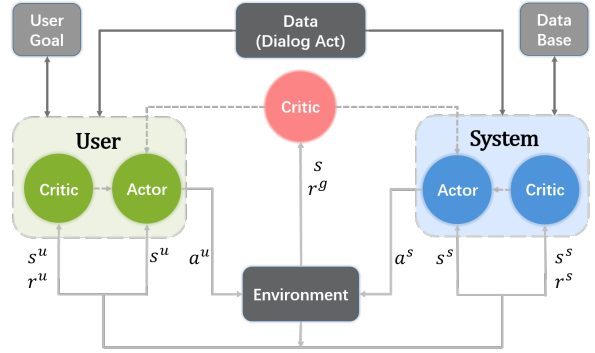 User
Goal
Data
(Dialog Act)
Data
Base
Critic
User
System
Critic
Actor
Actor
Critic
s
r^g
s^u
r^u
s^u
a^u
Environment
a^s
s^s
s^s
r^s